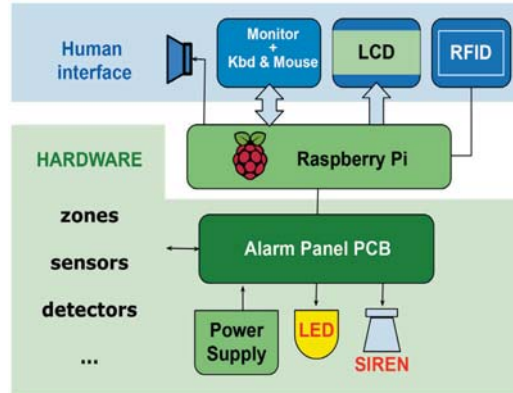 Human
interface
Monitor
+
Kbd & Mouse
LCD
RFID
HARDWARE
Raspberry Pi
zones
sensors
detectors
...
Alarm Panel PCB
Power
Supply
LED
SIREN